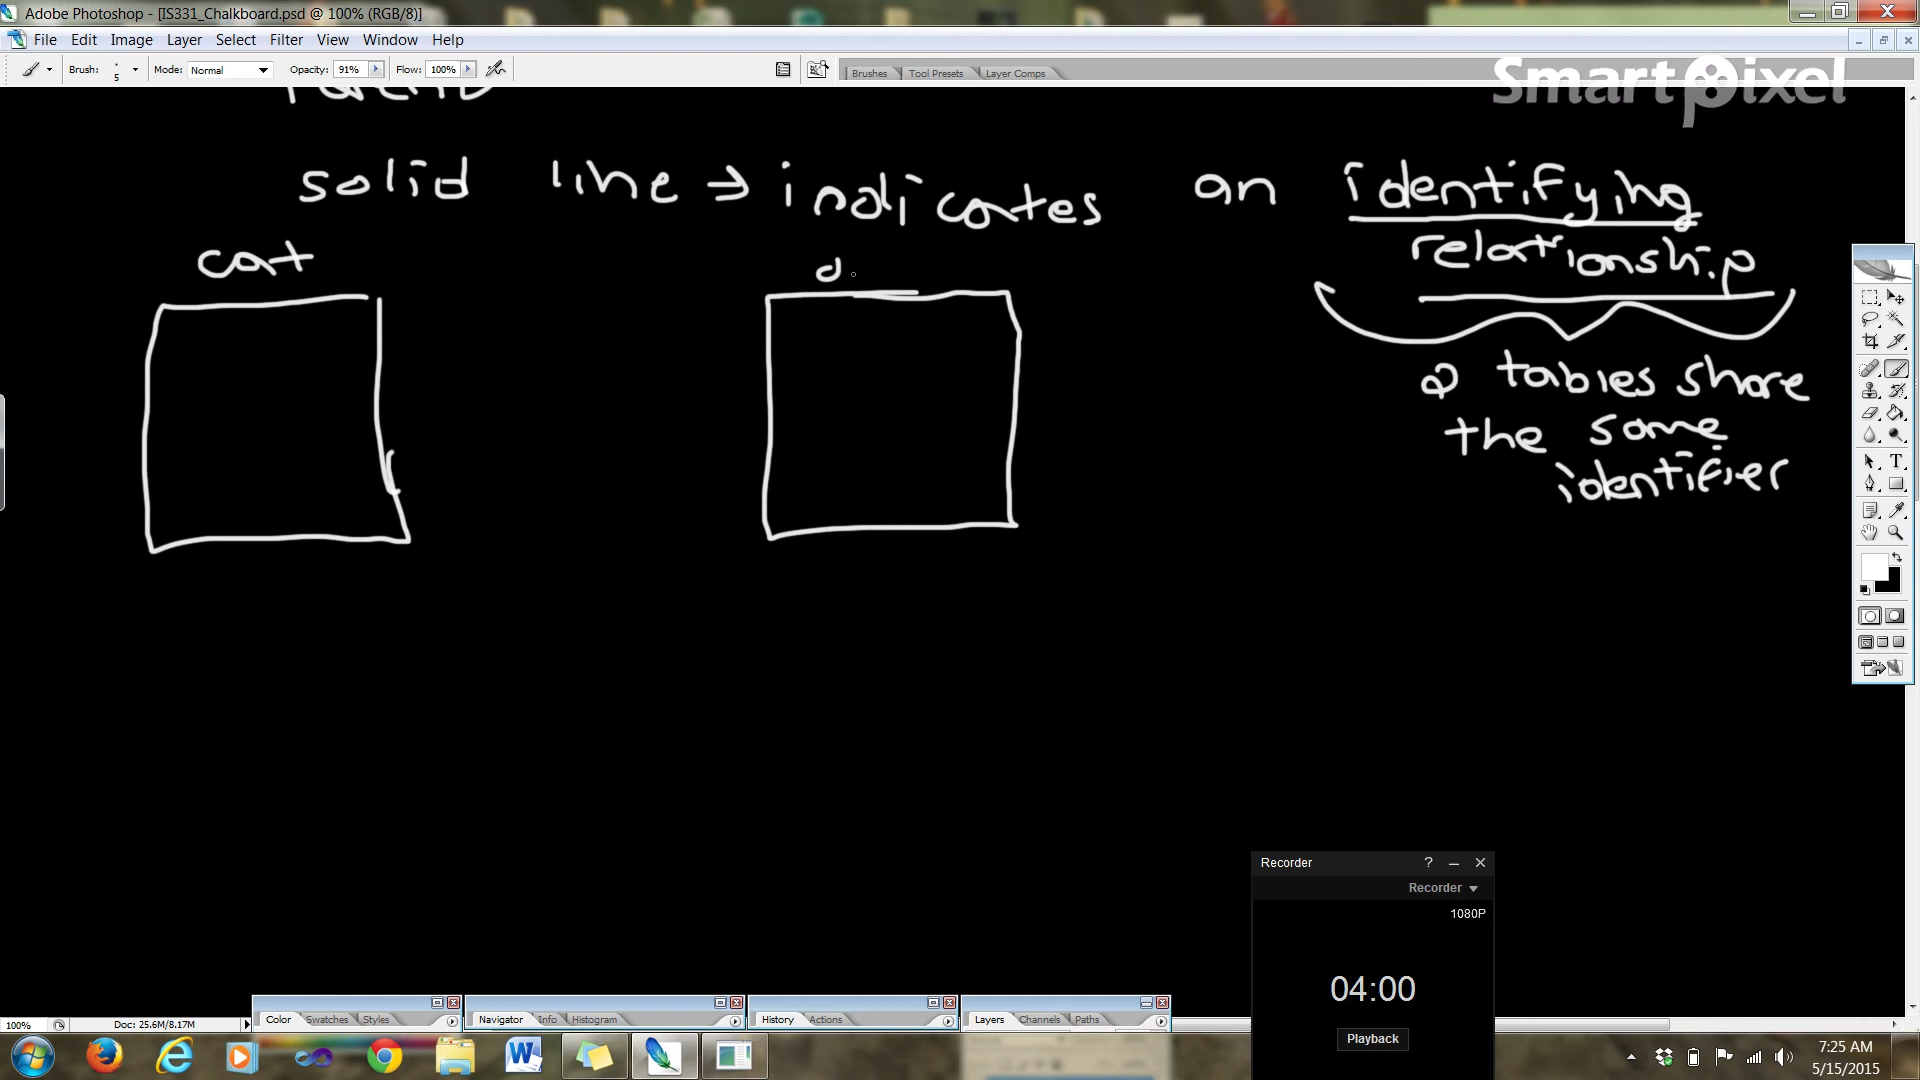 Adobe Photoshop - [IS331_Chalkboard.psd @ 100% (RGB/8)]
File Edit Image Layer Select Filter View Window Help
Brush: 5 Mode: Normal Opacity: 91% Flow: 100% Brushes Tool Presets Layer Comps
SmartPixel
solid line → indicates an identifying
relationship
cat d
2 tables share
the same
identifier
Recorder ?
Recorder
1080P
04:00
Playback
Color Swatches Styles Navigator Info Histogram History Actions Layers Channels Paths
100% Doc: 25.6M/8.17M
7:25 AM
5/15/2015